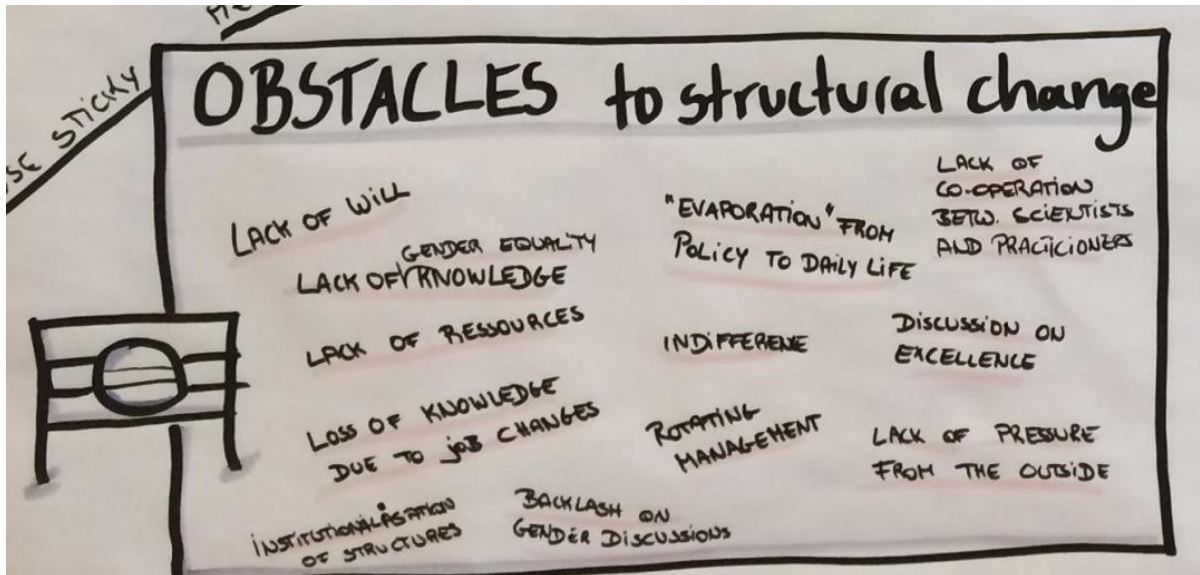 USE STICKY
OBSTACLES to structural change
LACK OF WILL
GENDER EQUALITY
LACK OF KNOWLEDGE
LACK OF RESSOURCES
LOSS OF KNOWLEDGE
DUE TO JOB CHANGES
INSTITUTIONALISATION
OF STRUCTURES
BACKLASH ON
GENDER DISCUSSIONS
"EVAPORATION" FROM
POLICY TO DAILY LIFE
INDIFFERENE
ROTATING
MANAGEMENT
LACK OF
CO-OPERATION
BETW. SCIENTISTS
AND PRACTICIONERS
DISCUSSION ON
EXCELLENCE
LACK OF PRESSURE
FROM THE OUTSIDE